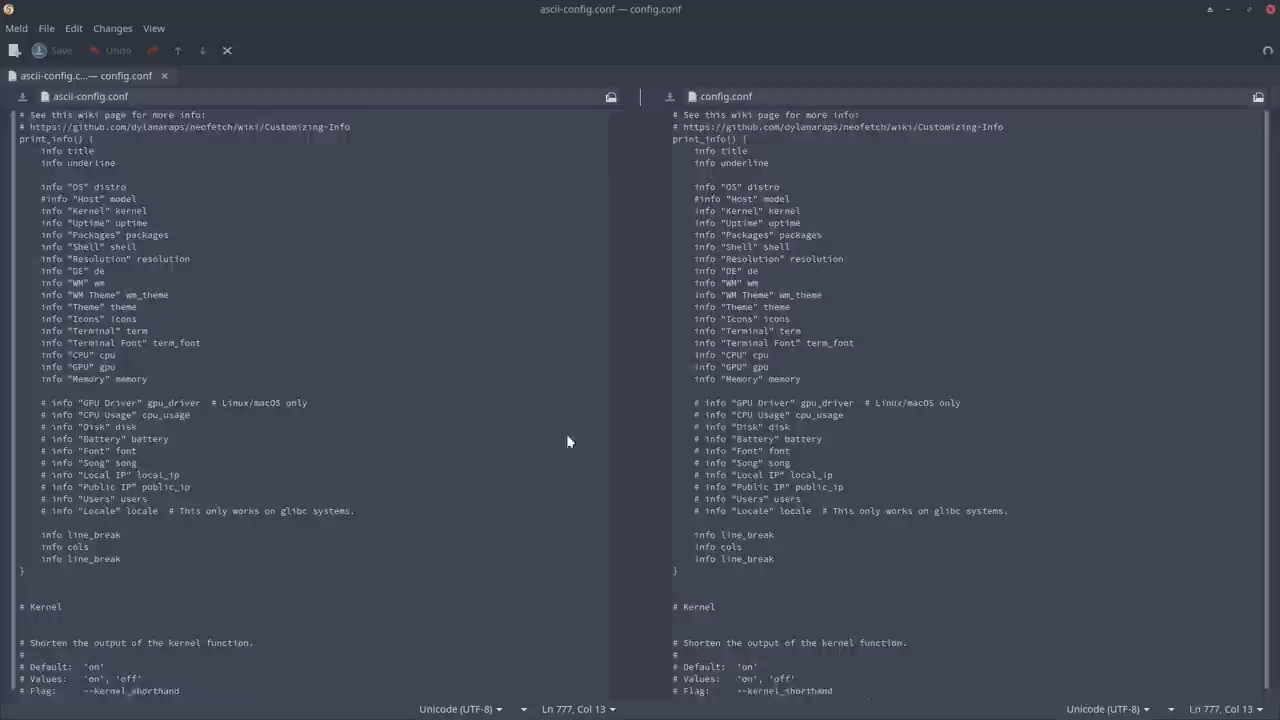 ascii-config.conf — config.conf
Meld File Edit Changes View
Save Undo
ascii-config.c...— config.conf
ascii-config.conf
# See this wiki page for more info:
# https://github.com/dylanaraps/neofetch/wiki/Customizing-Info
print_info() {
info title
info underline
info "OS" distro
#info "Host" model
info "Kernel" kernel
info "Uptime" uptime
info "Packages" packages
info "Shell" shell
info "Resolution" resolution
info "DE" de
info "WM" wm
info "WM Theme" wm_theme
info "Theme" theme
info "Icons" icons
info "Terminal" term
info "Terminal Font" term_font
info "CPU" cpu
info "GPU" gpu
info "Memory" memory
# info "GPU Driver" gpu_driver  # Linux/macOS only
# info "CPU Usage" cpu_usage
# info "Disk" disk
# info "Battery" battery
# info "Font" font
# info "Song" song
# info "Local IP" local_ip
# info "Public IP" public_ip
# info "Users" users
# info "Locale" locale  # This only works on glibc systems.
info line_break
info cols
info line_break
}
# Kernel
# Shorten the output of the kernel function.
#
# Default:  'on'
# Values:   'on', 'off'
# Flag:     --kernel_shorthand
Unicode (UTF-8) Ln 777, Col 13
config.conf
# See this wiki page for more info:
# https://github.com/dylanaraps/neofetch/wiki/Customizing-Info
print_info() {
info title
info underline
info "OS" distro
#info "Host" model
info "Kernel" kernel
info "Uptime" uptime
info "Packages" packages
info "Shell" shell
info "Resolution" resolution
info "DE" de
info "WM" wm
info "WM Theme" wm_theme
info "Theme" theme
info "Icons" icons
info "Terminal" term
info "Terminal Font" term_font
info "CPU" cpu
info "GPU" gpu
info "Memory" memory
# info "GPU Driver" gpu_driver  # Linux/macOS only
# info "CPU Usage" cpu_usage
# info "Disk" disk
# info "Battery" battery
# info "Font" font
# info "Song" song
# info "Local IP" local_ip
# info "Public IP" public_ip
# info "Users" users
# info "Locale" locale  # This only works on glibc systems.
info line_break
info cols
info line_break
}
# Kernel
# Shorten the output of the kernel function.
#
# Default:  'on'
# Values:   'on', 'off'
# Flag:     --kernel_shorthand
Unicode (UTF-8) Ln 777, Col 13